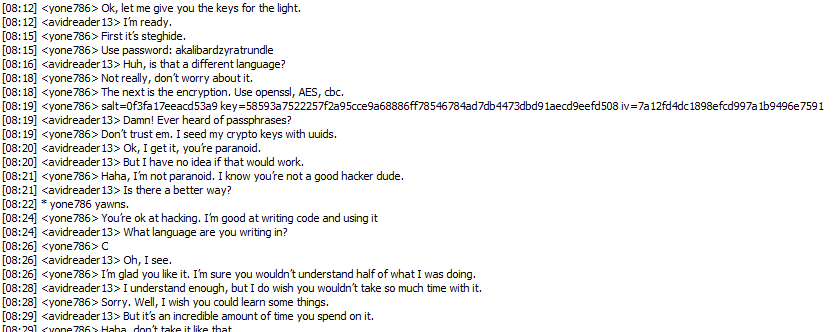 [08:12] <yone786> Ok, let me give you the keys for the light.
[08:12] <avidreader13> I'm ready.
[08:15] <yone786> First it's steghide.
[08:15] <yone786> Use password: akalibardzyratrundle
[08:16] <avidreader13> Huh, is that a different language?
[08:18] <yone786> Not really, don't worry about it.
[08:18] <yone786> The next is the encryption. Use openssl, AES, cbc.
[08:19] <yone786> salt=0f3fa17eeacd53a9 key=58593a7522257f2a95cce9a68886ff78546784ad7db4473dbd91aecd9eefd508 iv=7a12fd4dc1898efcd997a1b9496e7591
[08:19] <avidreader13> Damn! Ever heard of passphrases?
[08:19] <yone786> Don't trust em. I seed my crypto keys with uuids.
[08:20] <avidreader13> Ok, I get it, you're paranoid.
[08:20] <avidreader13> But I have no idea if that would work.
[08:21] <yone786> Haha, I'm not paranoid. I know you're not a good hacker dude.
[08:21] <avidreader13> Is there a better way?
[08:22] * yone786 yawns.
[08:24] <yone786> You're ok at hacking. I'm good at writing code and using it
[08:24] <avidreader13> What language are you writing in?
[08:26] <yone786> C
[08:26] <avidreader13> Oh, I see.
[08:26] <yone786> I'm glad you like it. I'm sure you wouldn't understand half of what I was doing.
[08:28] <avidreader13> I understand enough, but I do wish you wouldn't take so much time with it.
[08:28] <yone786> Sorry. Well, I wish you could learn some things.
[08:29] <avidreader13> But it's an incredible amount of time you spend on it.
[08:29] <yone786> Haha, don't take it like that